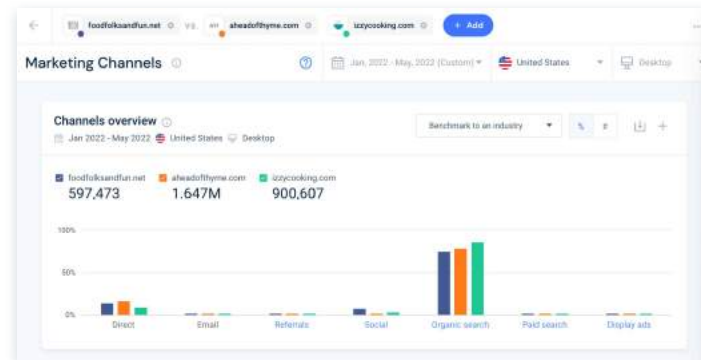 foodfolksandfun.net vs. aheadofthyme.com izzycooking.com + Add
Marketing Channels Jan, 2022 - May, 2022 (Custom) United States Desktop
Channels overview
Jan 2022 - May 2022 United States Desktop
Benchmark to an industry % #
foodfolksandfun.net aheadofthyme.com izzycooking.com
597,473 1.647M 900,607
100%
50%
0%
Direct Email Referrals Social Organic search Paid search Display ads